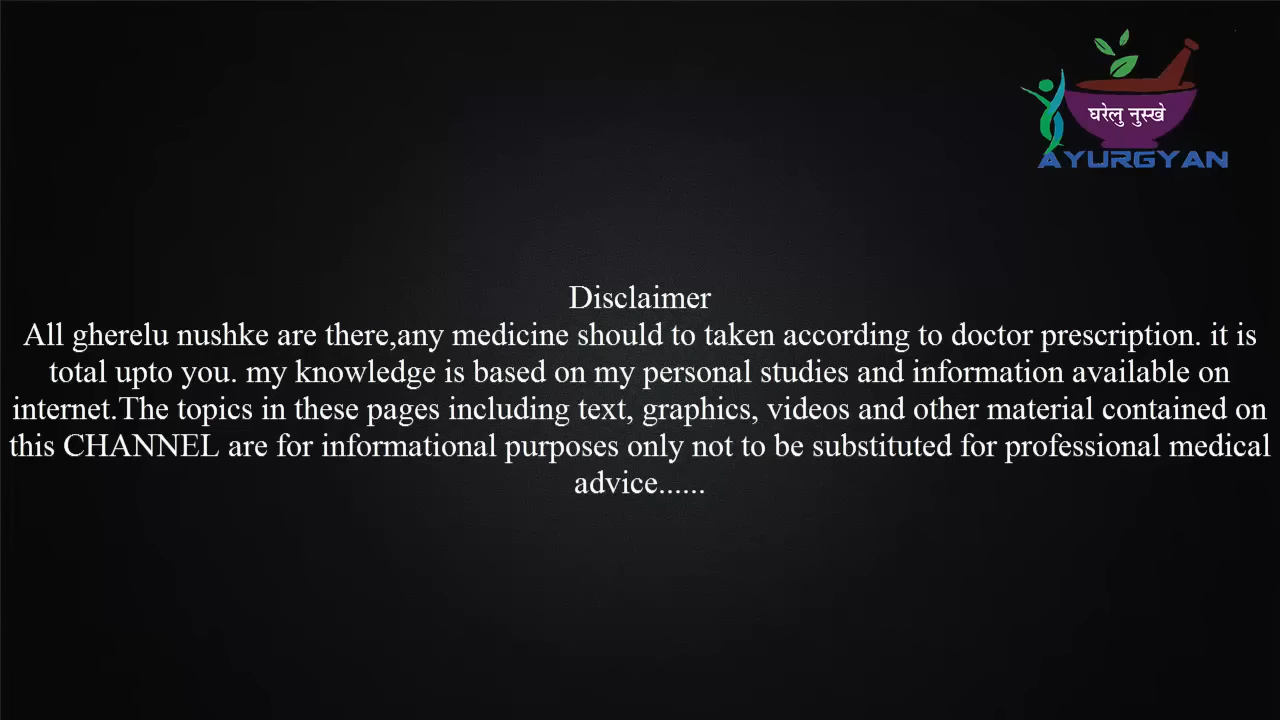 घरेलु नुस्खे
AYURGYAN
Disclaimer
All gherelu nushke are there,any medicine should to taken according to doctor prescription. it is
total upto you. my knowledge is based on my personal studies and information available on
internet.The topics in these pages including text, graphics, videos and other material contained on
this CHANNEL are for informational purposes only not to be substituted for professional medical
advice......